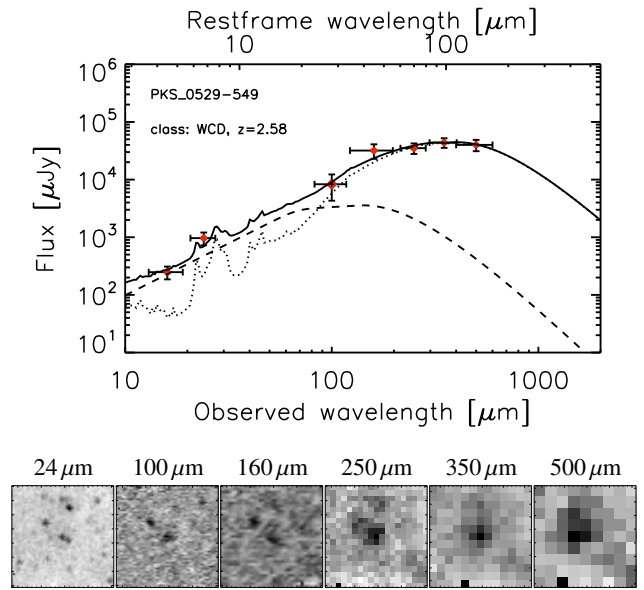 Restframe wavelength [μm]
10 100
10⁶
10⁵
10⁴
10³
10²
10¹
Flux [μJy]
PKS_0529−549
class: WCD, z=2.58
10 100 1000
Observed wavelength [μm]
24 μm 100 μm 160 μm 250 μm 350 μm 500 μm